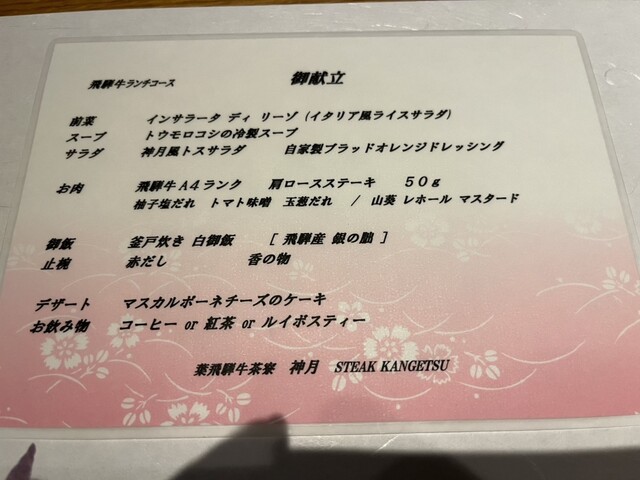 飛騨牛ランチコース 御献立
前菜 インサラータ ディ リーゾ (イタリア風ライスサラダ)
スープ トウモロコシの冷製スープ
サラダ 神月風トスサラダ 自家製ブラッドオレンジドレッシング
お肉 飛騨牛A4ランク 肩ロースステーキ 50g
柚子塩だれ トマト味噌 玉葱だれ / 山葵 レホール マスタード
御飯 釜戸炊き 白御飯 [ 飛騨産 銀の朏 ]
止椀 赤だし 香の物
デザート マスカルポーネチーズのケーキ
お飲み物 コーヒー or 紅茶 or ルイボスティー
葉飛騨牛茶寮 神月 STEAK KANGETSU